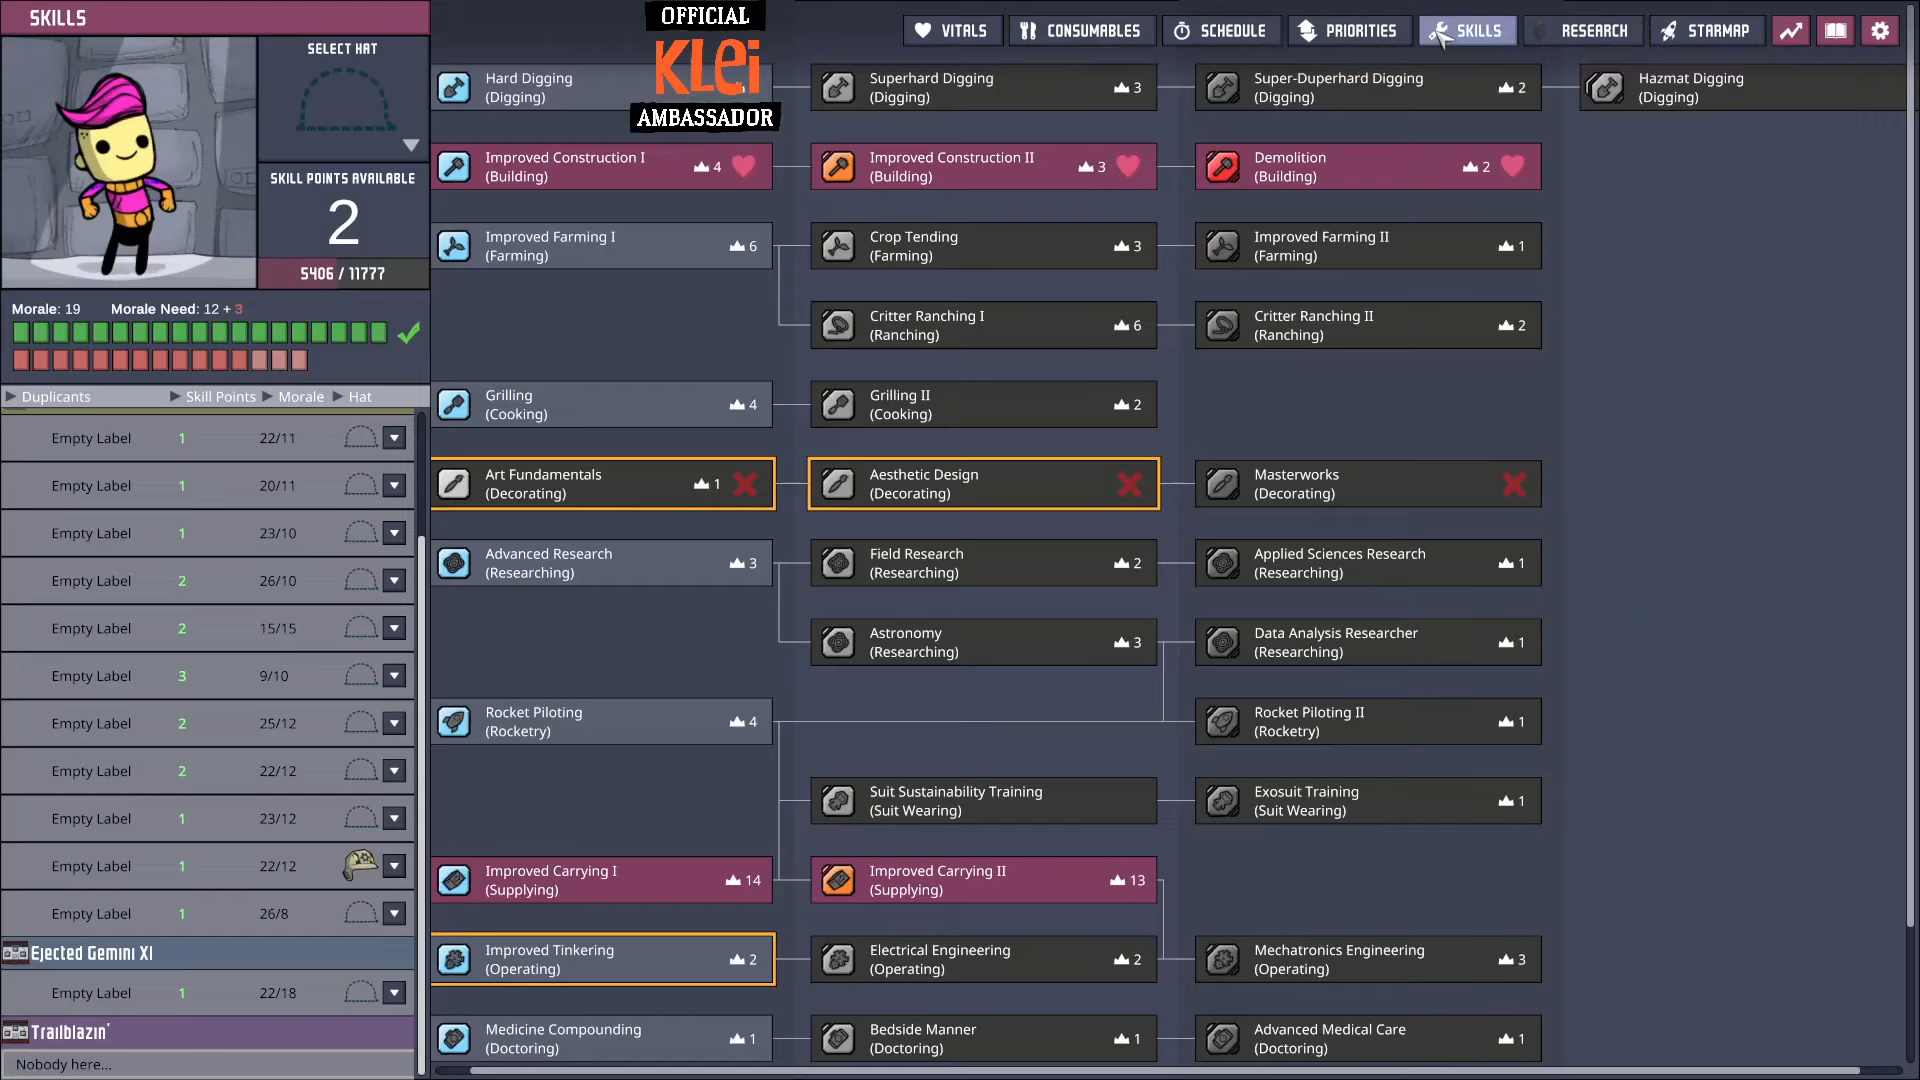 SKILLS
SELECT HAT
SKILL POINTS AVAILABLE
2
5406 / 11777
Morale: 19
Morale Need: 12 + 3
Duplicants
Skill Points
Morale
Hat
Empty Label 1 22/11
Empty Label 1 20/11
Empty Label 1 23/10
Empty Label 2 26/10
Empty Label 2 15/15
Empty Label 3 9/10
Empty Label 2 25/12
Empty Label 2 22/12
Empty Label 1 23/12
Empty Label 1 22/12
Empty Label 1 26/8
Ejected Gemini XI
Empty Label 1 22/18
Trailblazin'
Nobody here...
OFFICIAL
KLei
AMBASSADOR
VITALS
CONSUMABLES
SCHEDULE
PRIORITIES
SKILLS
RESEARCH
STARMAP
Hard Digging
(Digging)
Superhard Digging
(Digging)
3
Super-Duperhard Digging
(Digging)
2
Hazmat Digging
(Digging)
Improved Construction I
(Building)
4
Improved Construction II
(Building)
3
Demolition
(Building)
2
Improved Farming I
(Farming)
6
Crop Tending
(Farming)
3
Improved Farming II
(Farming)
1
Critter Ranching I
(Ranching)
6
Critter Ranching II
(Ranching)
2
Grilling
(Cooking)
4
Grilling II
(Cooking)
2
Art Fundamentals
(Decorating)
1
Aesthetic Design
(Decorating)
Masterworks
(Decorating)
Advanced Research
(Researching)
3
Field Research
(Researching)
2
Applied Sciences Research
(Researching)
1
Astronomy
(Researching)
3
Data Analysis Researcher
(Researching)
1
Rocket Piloting
(Rocketry)
4
Rocket Piloting II
(Rocketry)
1
Suit Sustainability Training
(Suit Wearing)
Exosuit Training
(Suit Wearing)
1
Improved Carrying I
(Supplying)
14
Improved Carrying II
(Supplying)
13
Improved Tinkering
(Operating)
2
Electrical Engineering
(Operating)
2
Mechatronics Engineering
(Operating)
3
Medicine Compounding
(Doctoring)
1
Bedside Manner
(Doctoring)
1
Advanced Medical Care
(Doctoring)
1